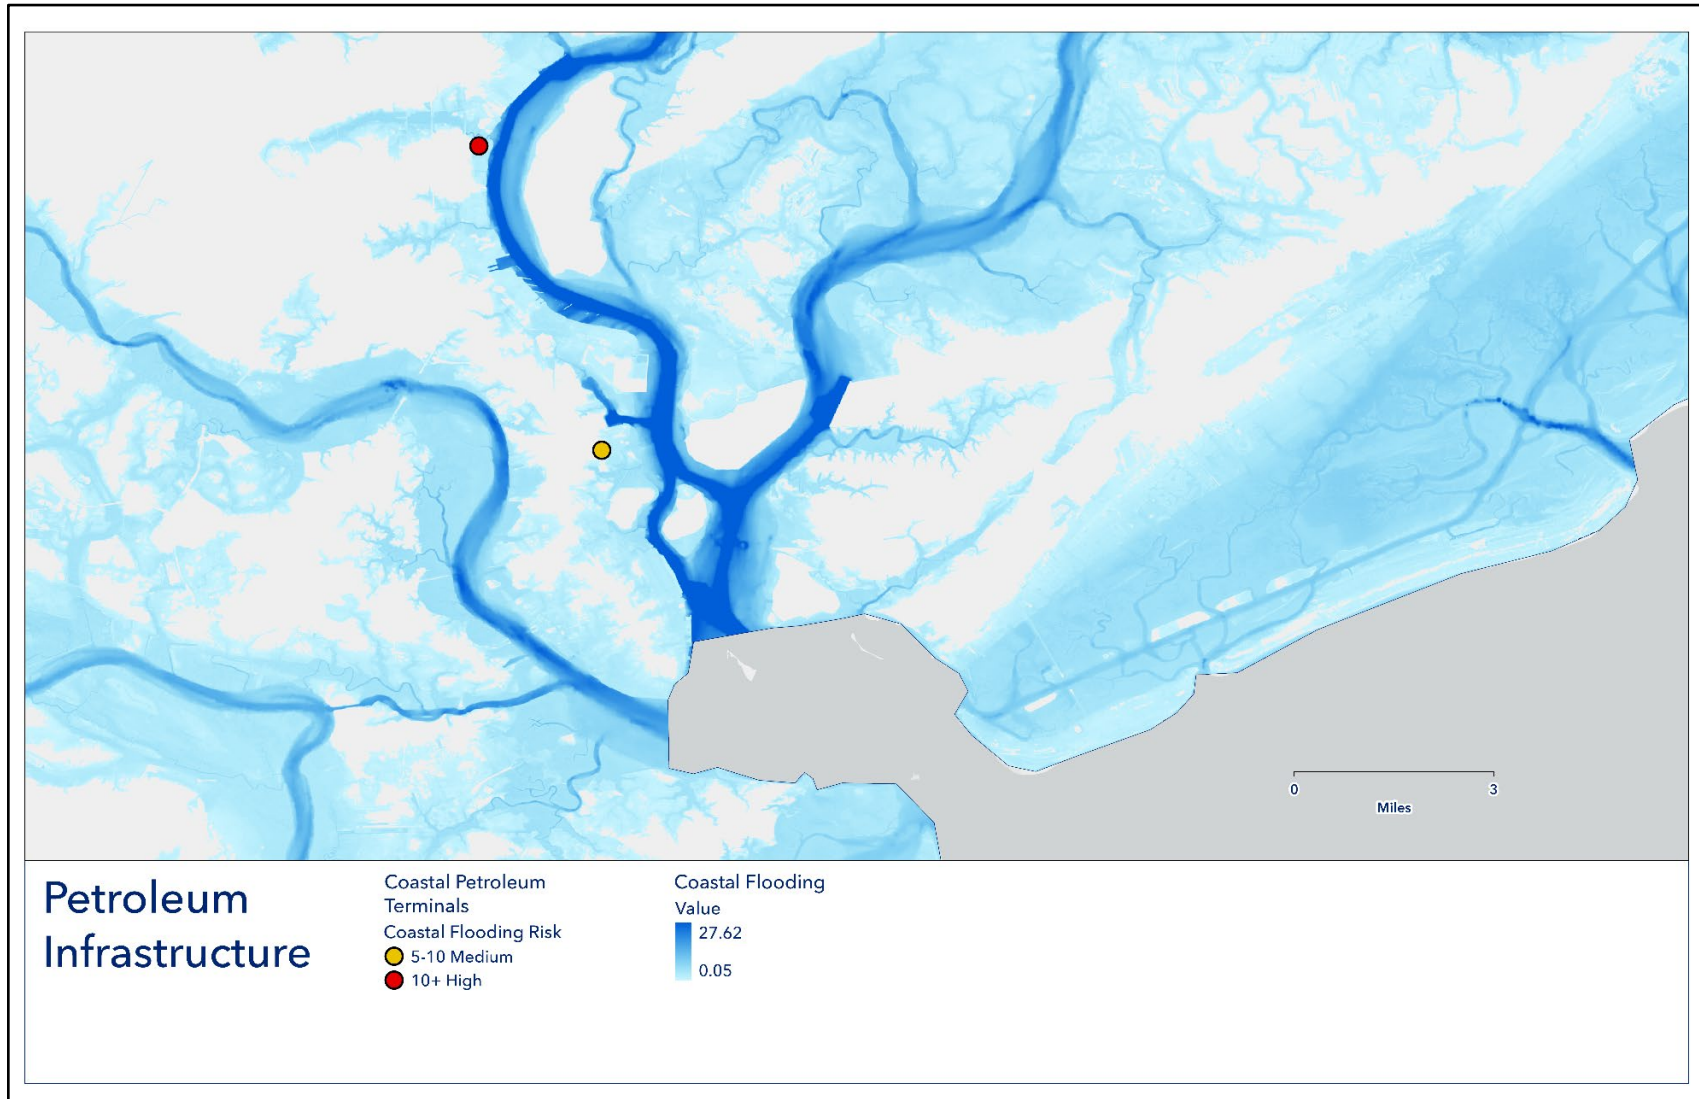 0
3
Miles
Petroleum
Infrastructure
Coastal Petroleum
Terminals
Coastal Flooding Risk
5-10 Medium
10+ High
Coastal Flooding
Value
27.62
0.05